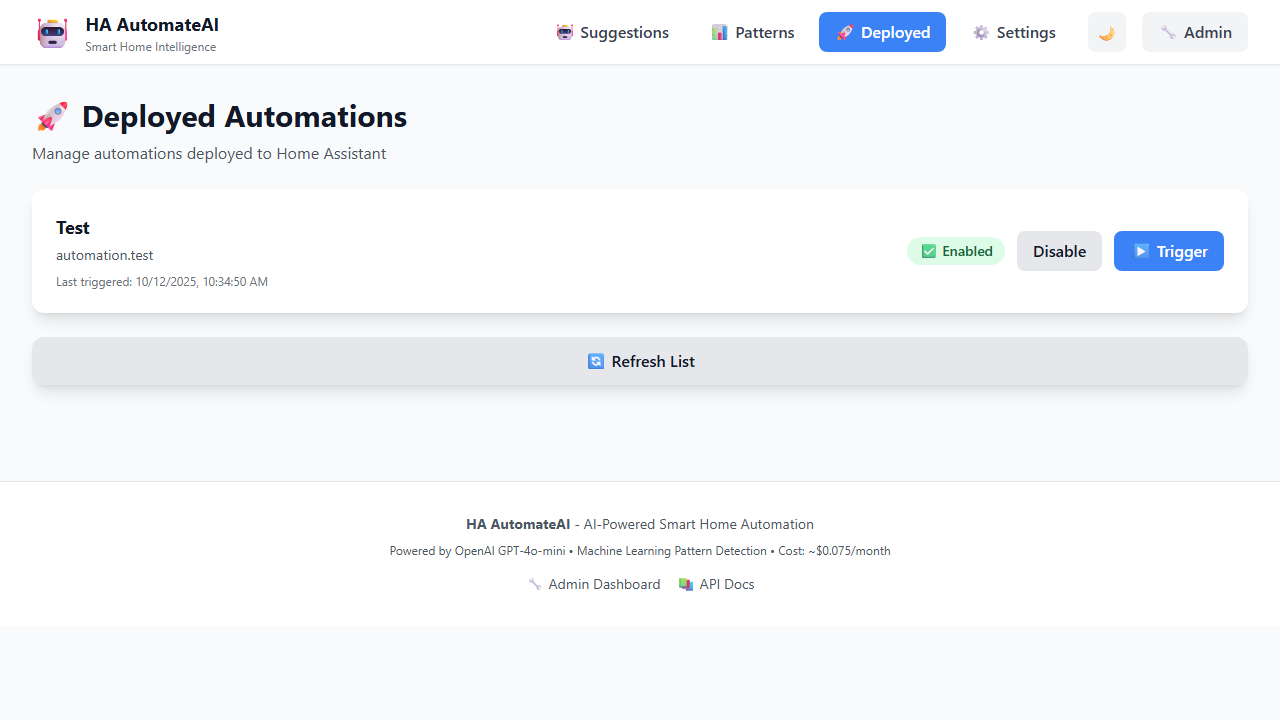 HA AutomateAI
Smart Home Intelligence
Suggestions
Patterns
Deployed
Settings
Admin
Deployed Automations
Manage automations deployed to Home Assistant
Test
automation.test
Last triggered: 10/12/2025, 10:34:50 AM
Enabled
Disable
Trigger
Refresh List
HA AutomateAI - AI-Powered Smart Home Automation
Powered by OpenAI GPT-4o-mini • Machine Learning Pattern Detection • Cost: ~$0.075/month
Admin Dashboard
API Docs